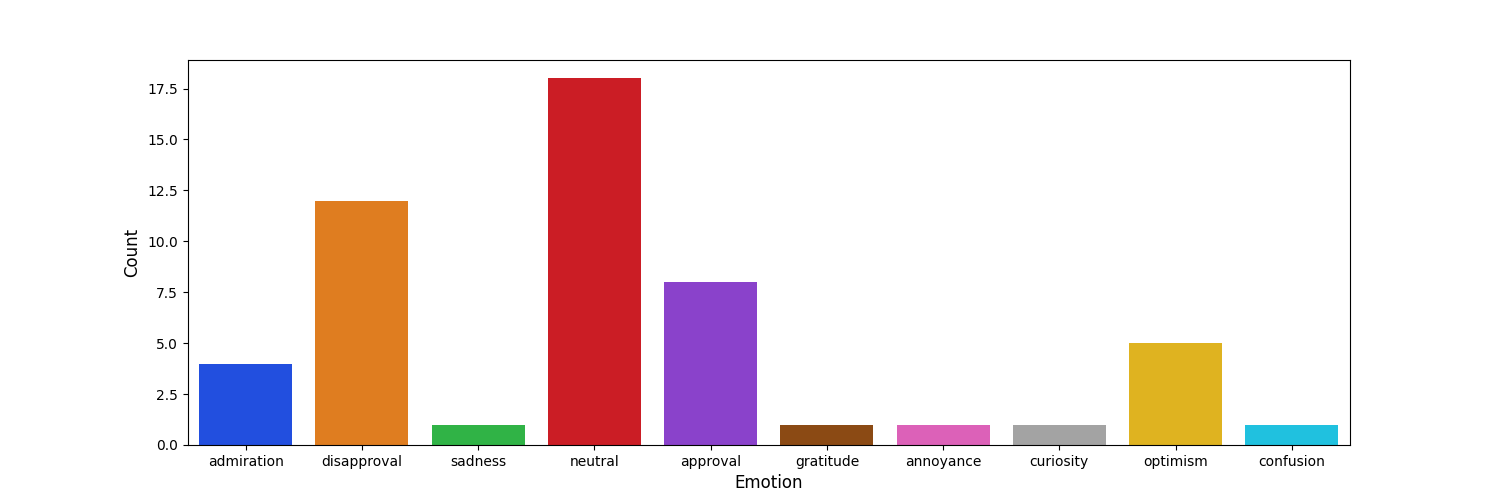 17.5
15.0
12.5
10.0
7.5
5.0
2.5
0.0
Count
admiration disapproval sadness neutral approval gratitude annoyance curiosity optimism confusion
Emotion